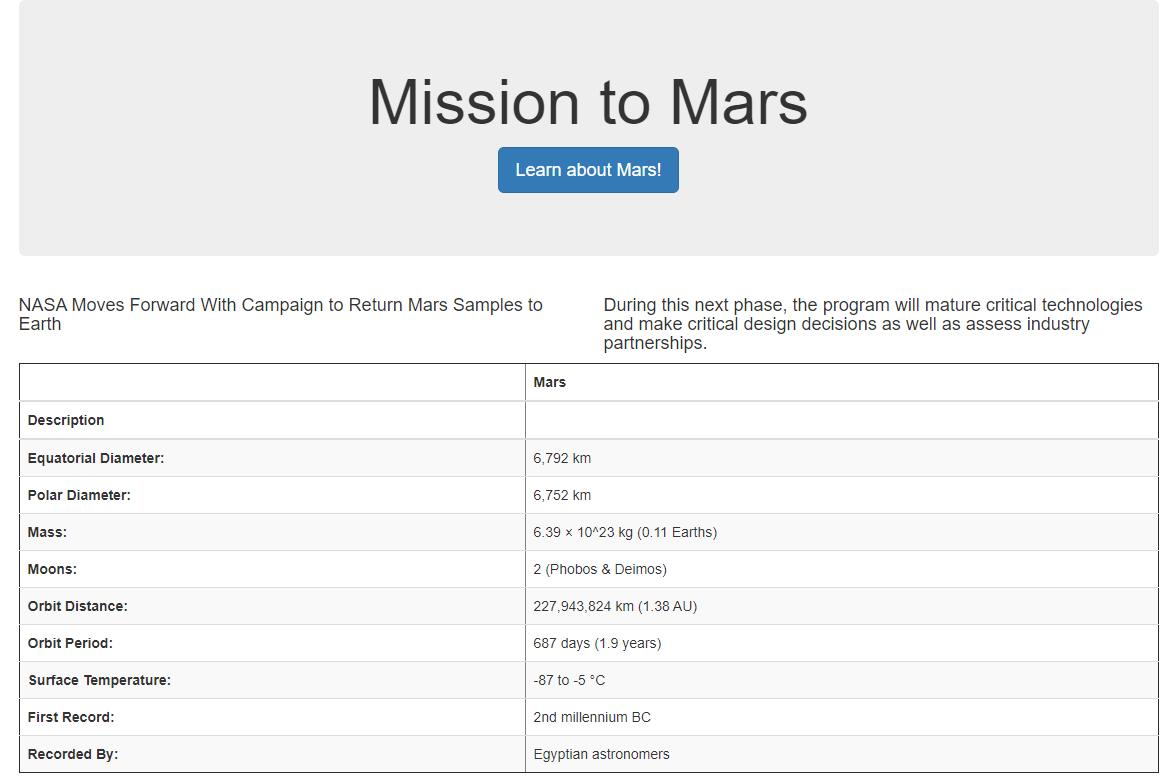 Mission to Mars
Learn about Mars!
NASA Moves Forward With Campaign to Return Mars Samples to
Earth
During this next phase, the program will mature critical technologies
and make critical design decisions as well as assess industry
partnerships.
Mars
Description
Equatorial Diameter: 6,792 km
Polar Diameter: 6,752 km
Mass: 6.39 × 10^23 kg (0.11 Earths)
Moons: 2 (Phobos & Deimos)
Orbit Distance: 227,943,824 km (1.38 AU)
Orbit Period: 687 days (1.9 years)
Surface Temperature: -87 to -5 °C
First Record: 2nd millennium BC
Recorded By: Egyptian astronomers